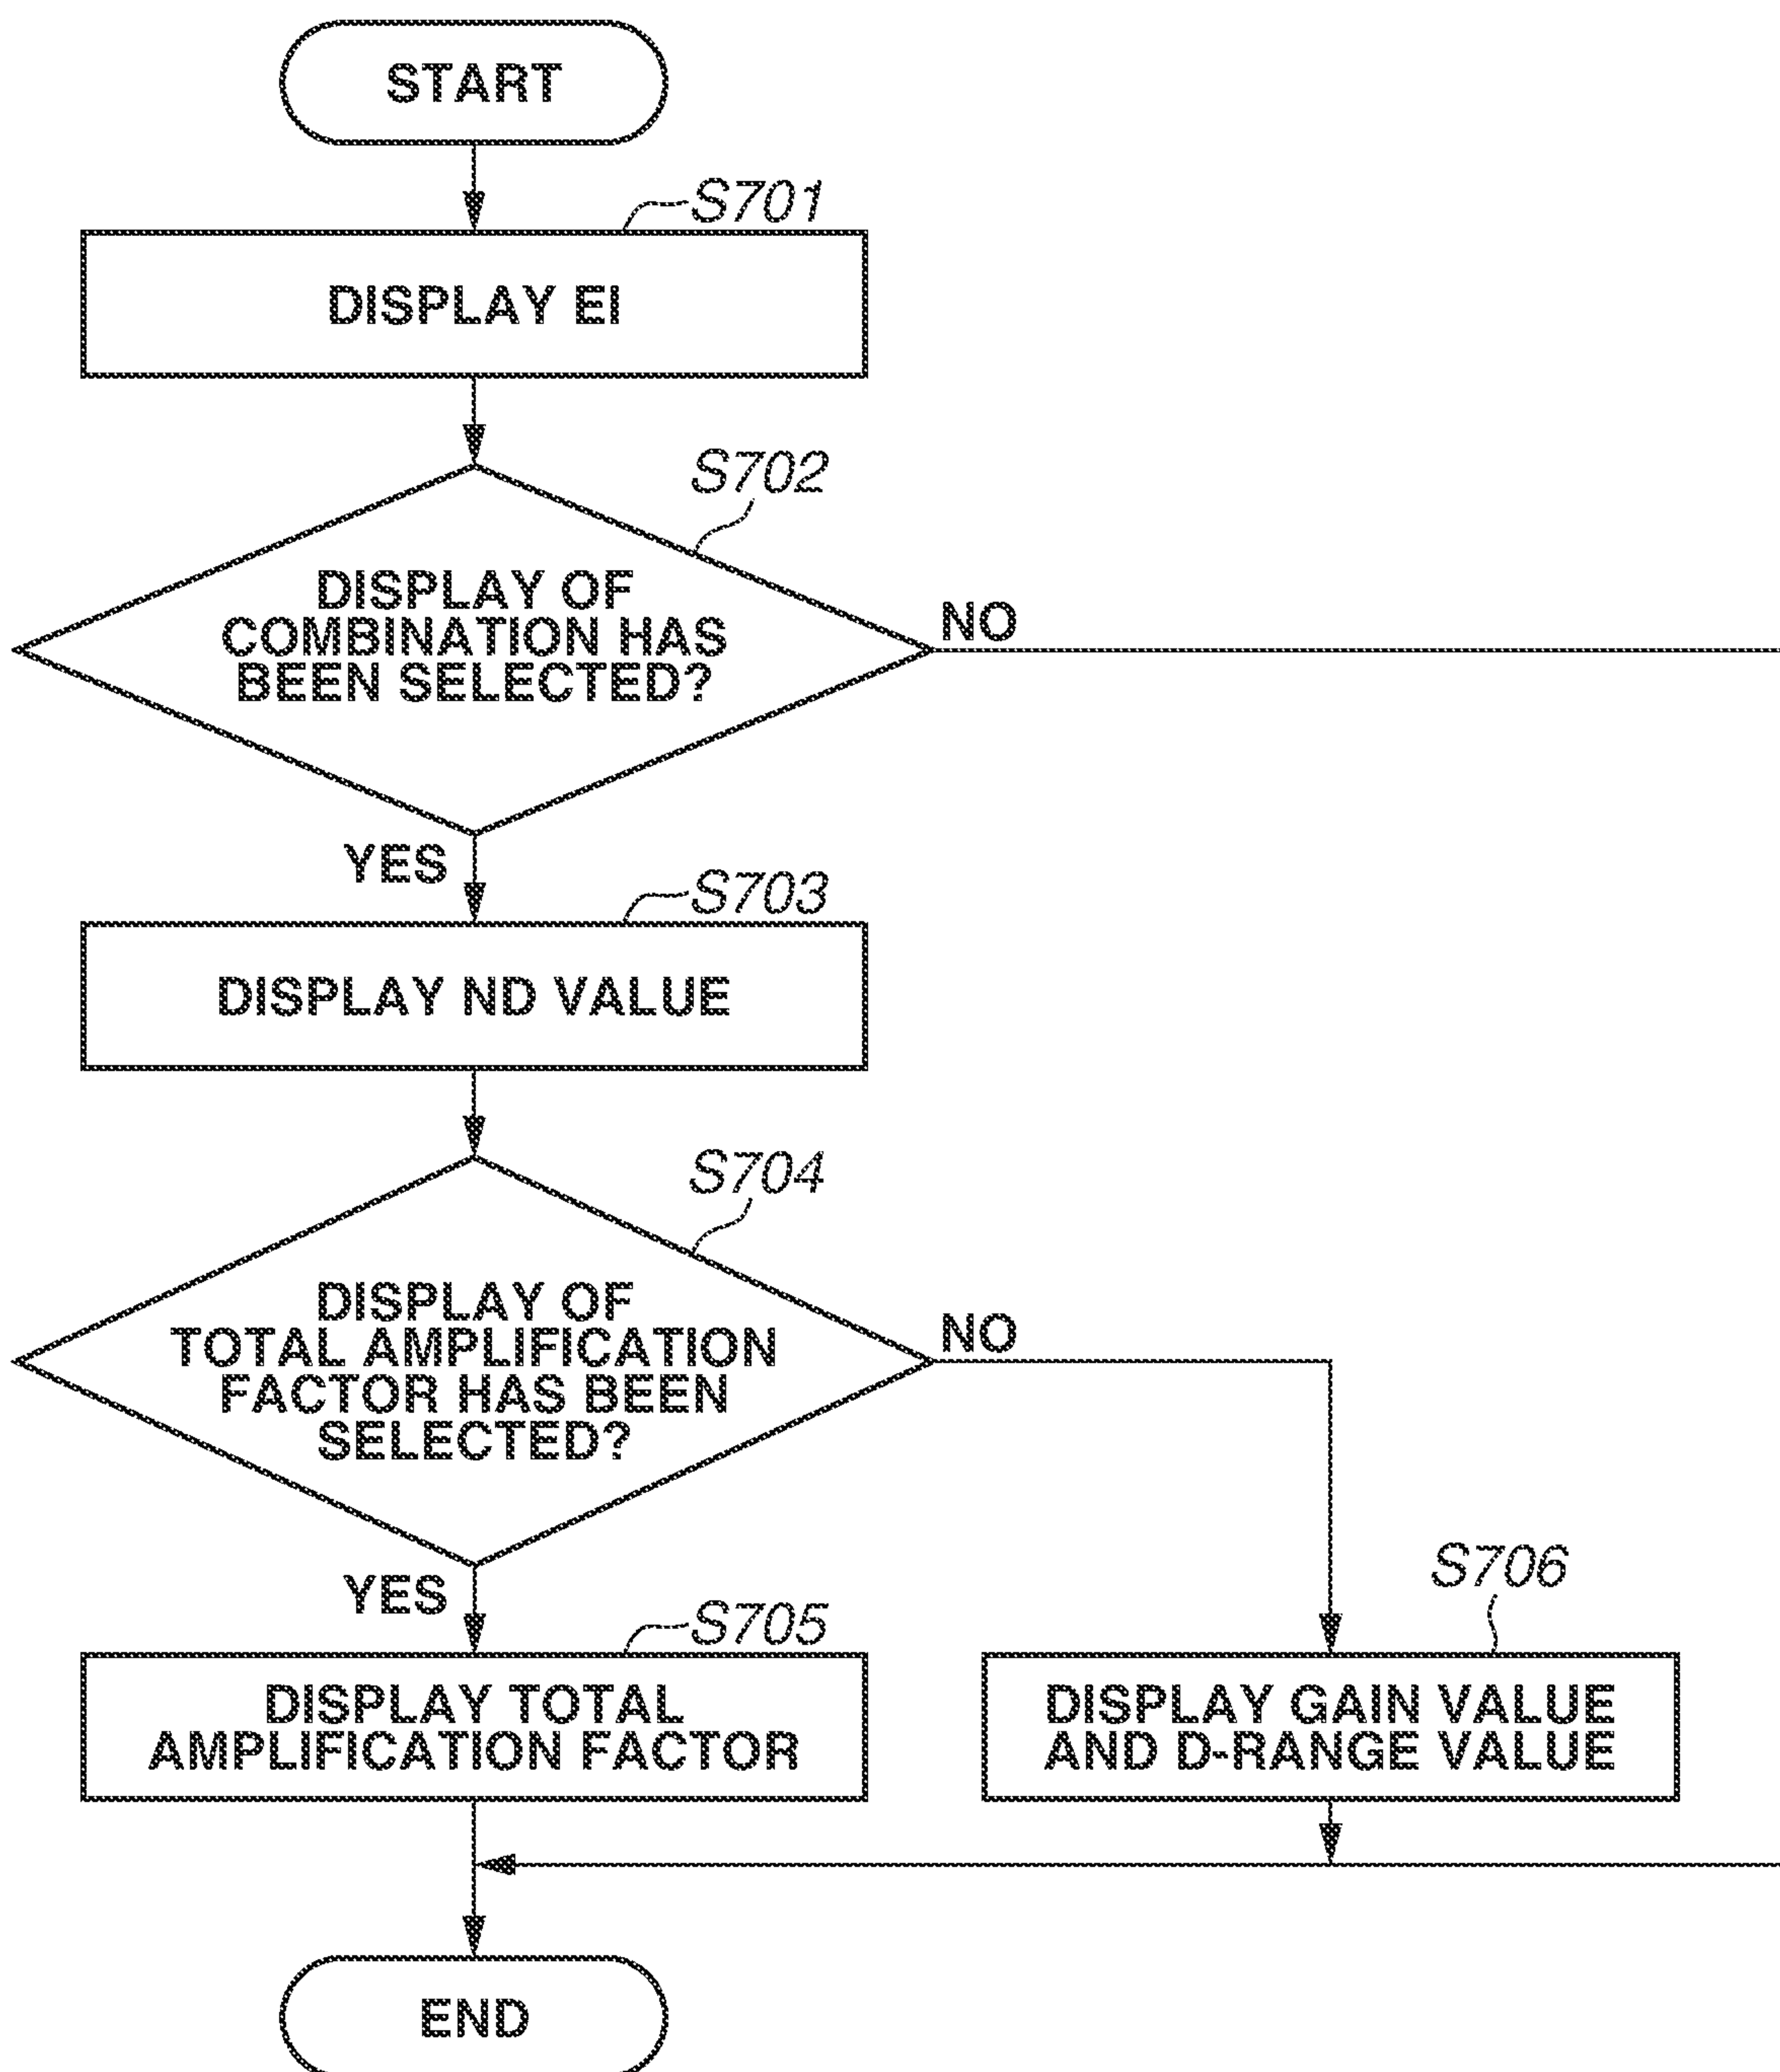 START
S701
DISPLAY EI
S702
DISPLAY OF
COMBINATION HAS
BEEN SELECTED?
NO
YES
S703
DISPLAY ND VALUE
S704
DISPLAY OF
TOTAL AMPLIFICATION
FACTOR HAS BEEN
SELECTED?
NO
YES
S705
S706
DISPLAY TOTAL
AMPLIFICATION FACTOR
DISPLAY GAIN VALUE
AND D-RANGE VALUE
END